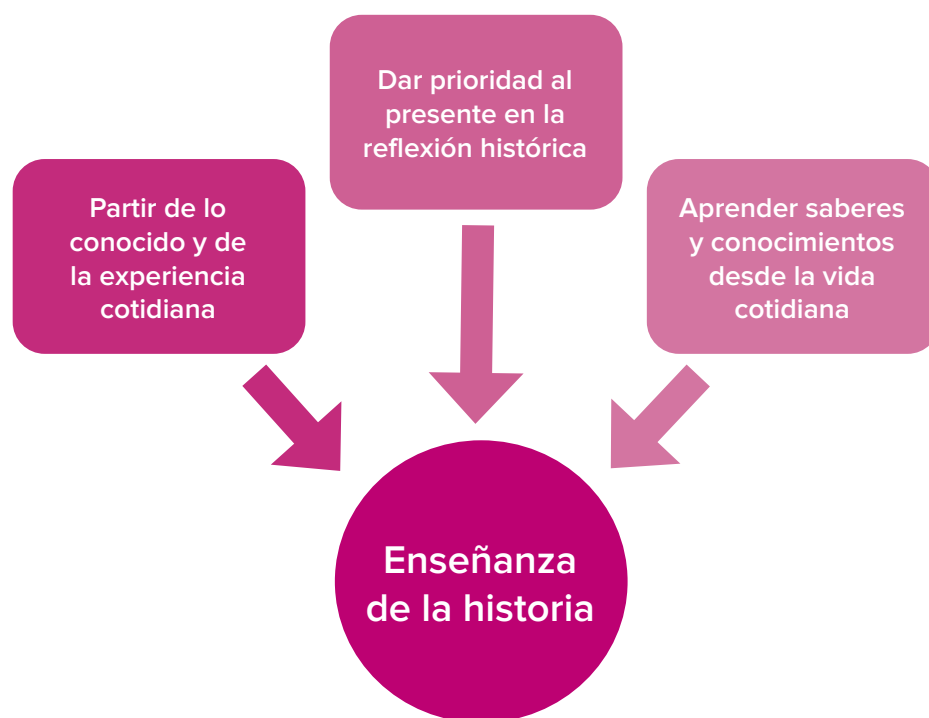 Dar prioridad al
presente en la
reflexión histórica
Partir de lo
conocido y de
la experiencia
cotidiana
Aprender saberes
y conocimientos
desde la vida
cotidiana
Enseñanza
de la historia